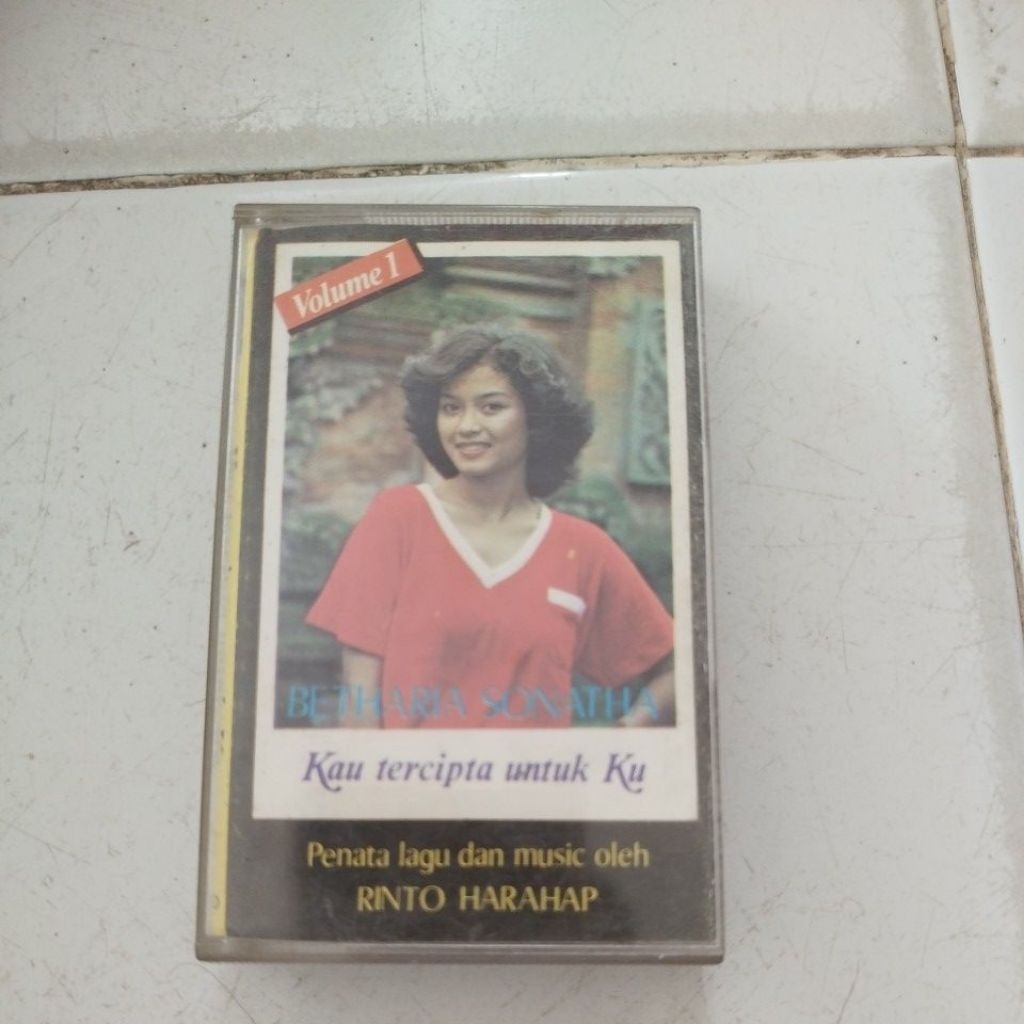 Volume 1
BETHARIA SONATHA
Kau tercipta untuk Ku
Penata lagu dan music oleh
RINTO HARAHAP